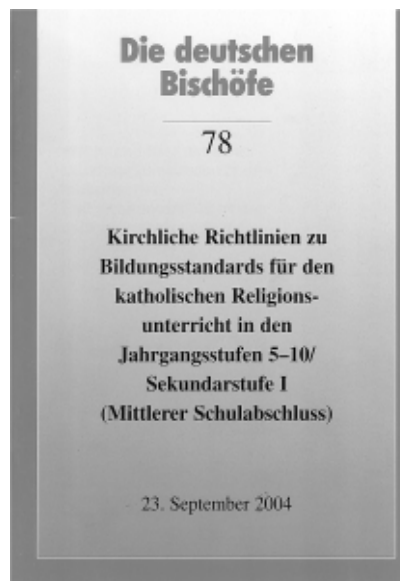 Die deutschen
Bischöfe
78
Kirchliche Richtlinien zu
Bildungsstandards für den
katholischen Religions-
unterricht in den
Jahrgangsstufen 5–10/
Sekundarstufe I
(Mittlerer Schulabschluss)
23. September 2004